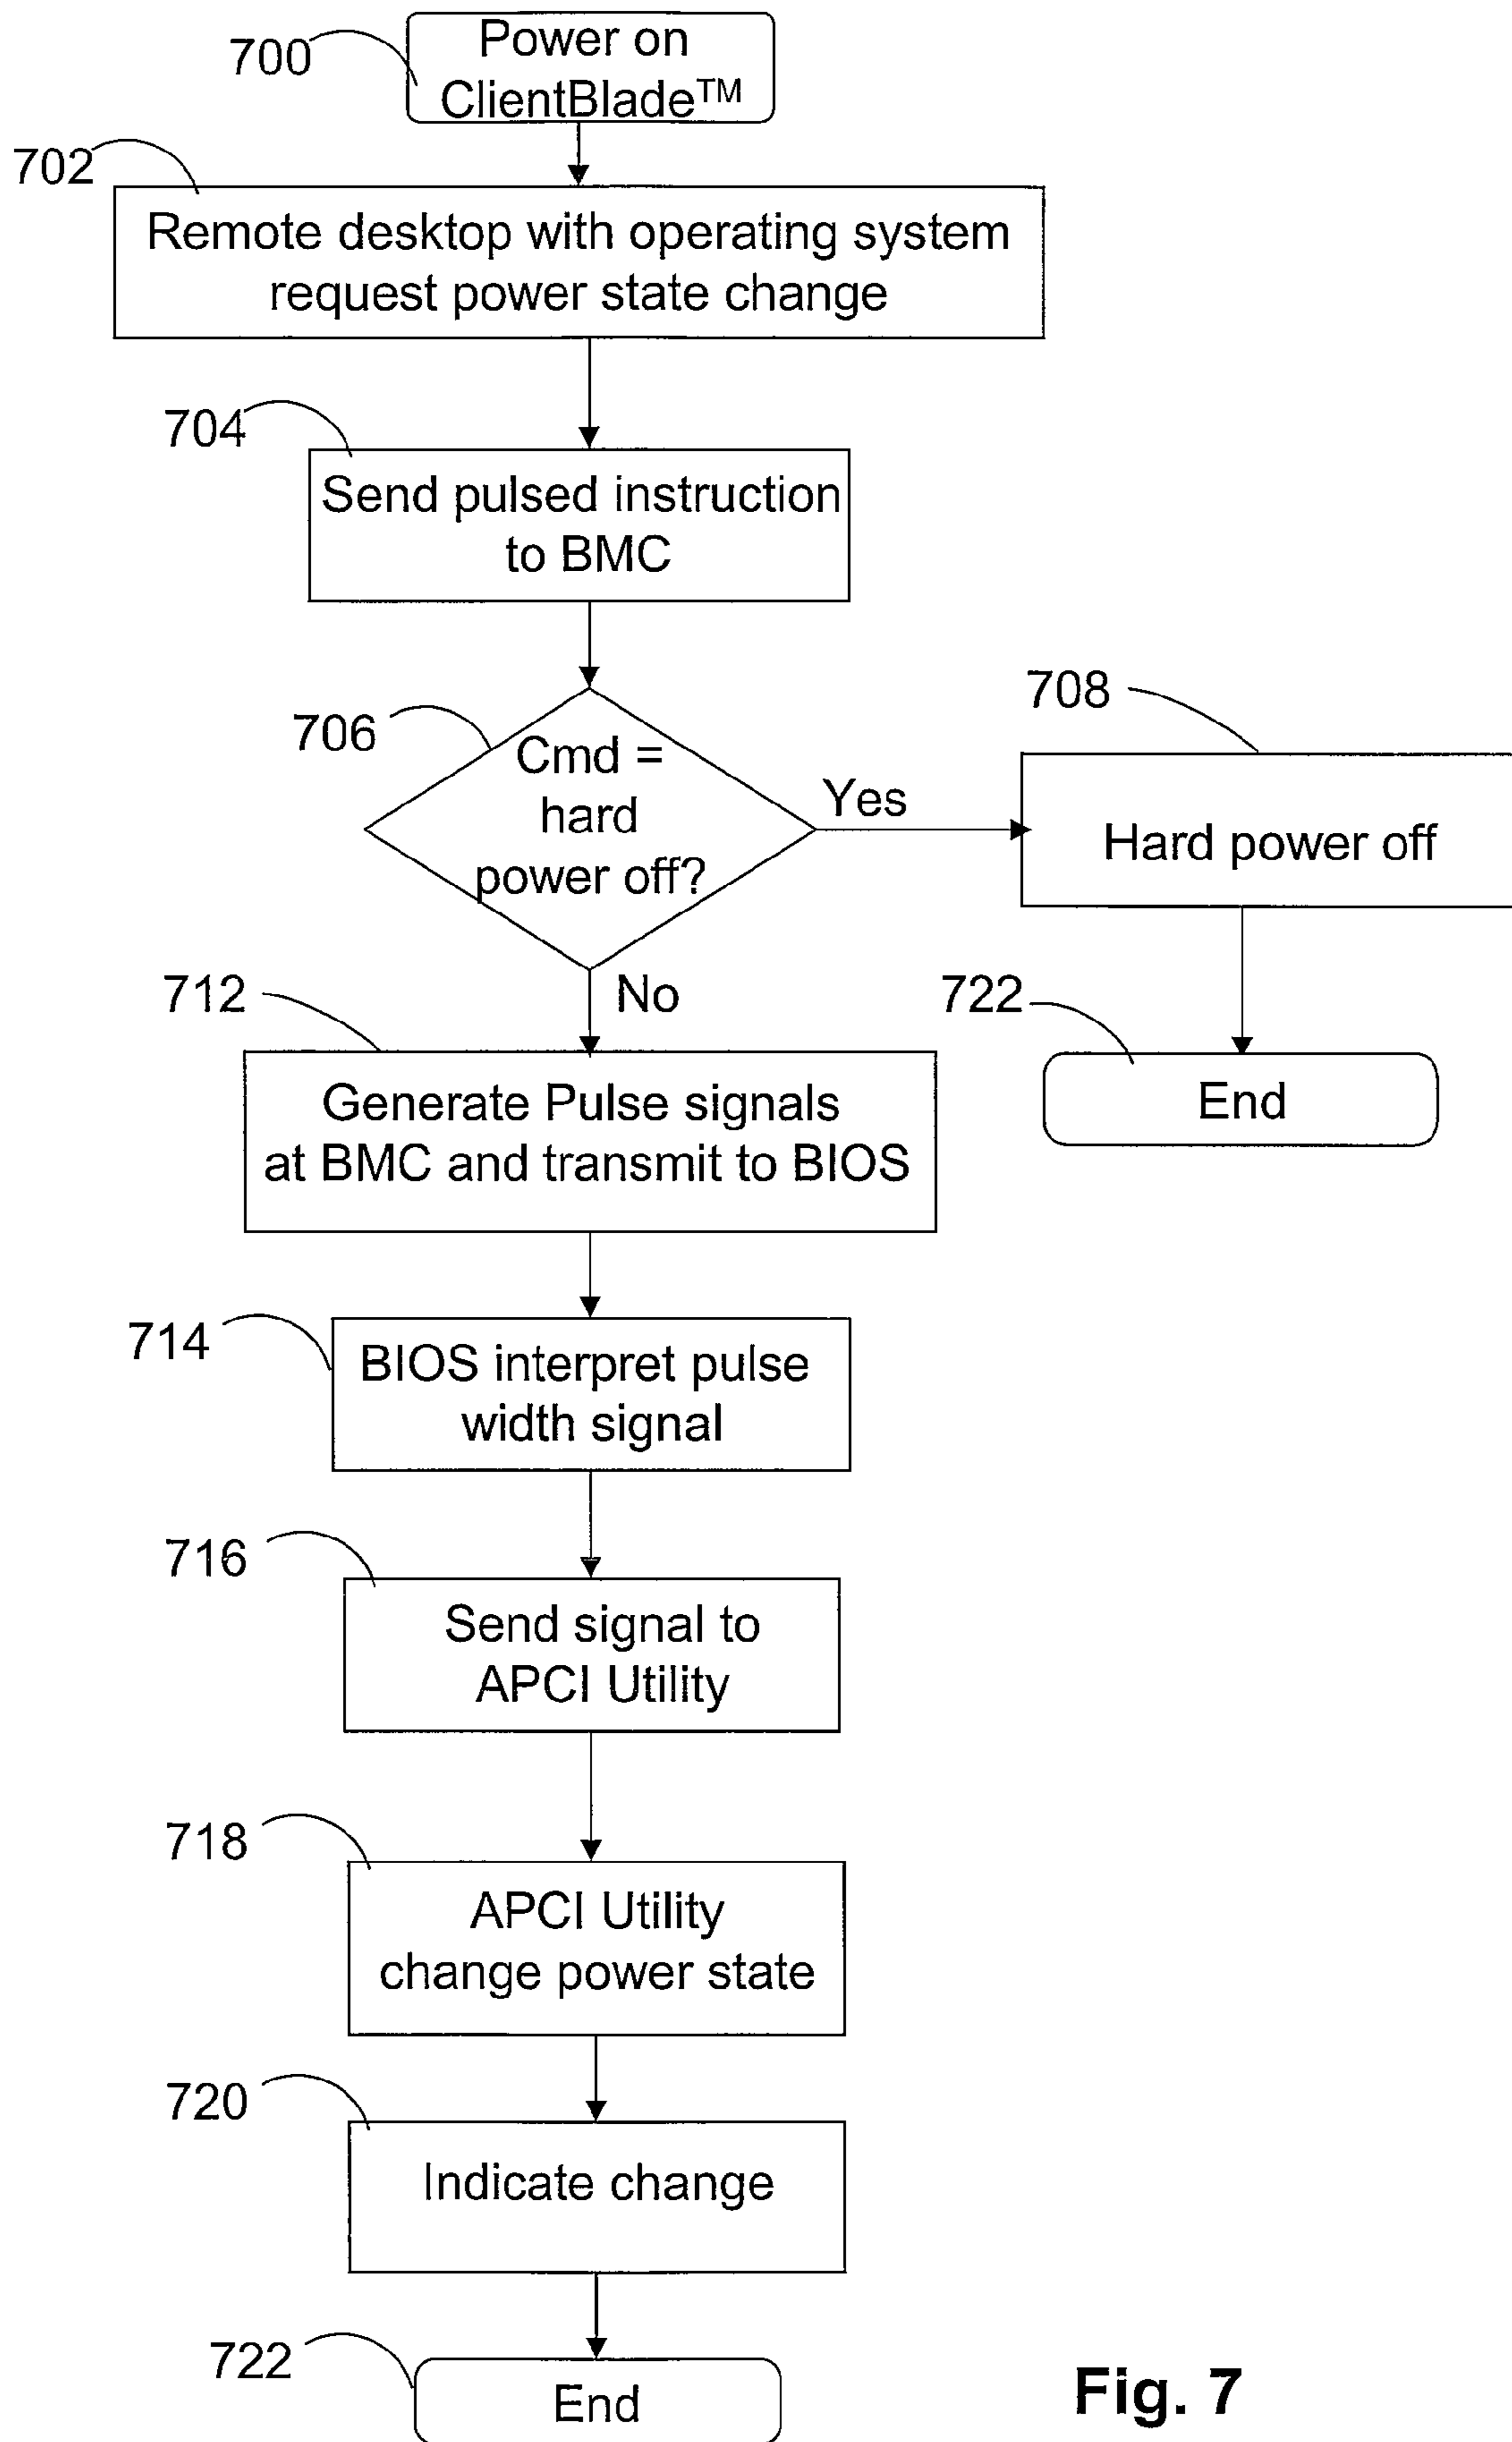 700
Power on
ClientBlade™
702
Remote desktop with operating system
request power state change
704
Send pulsed instruction
to BMC
706
Cmd =
hard
power off?
Yes
708
Hard power off
No
712
722
End
Generate Pulse signals
at BMC and transmit to BIOS
714
BIOS interpret pulse
width signal
716
Send signal to
APCI Utility
718
APCI Utility
change power state
720
Indicate change
722
End
Fig. 7